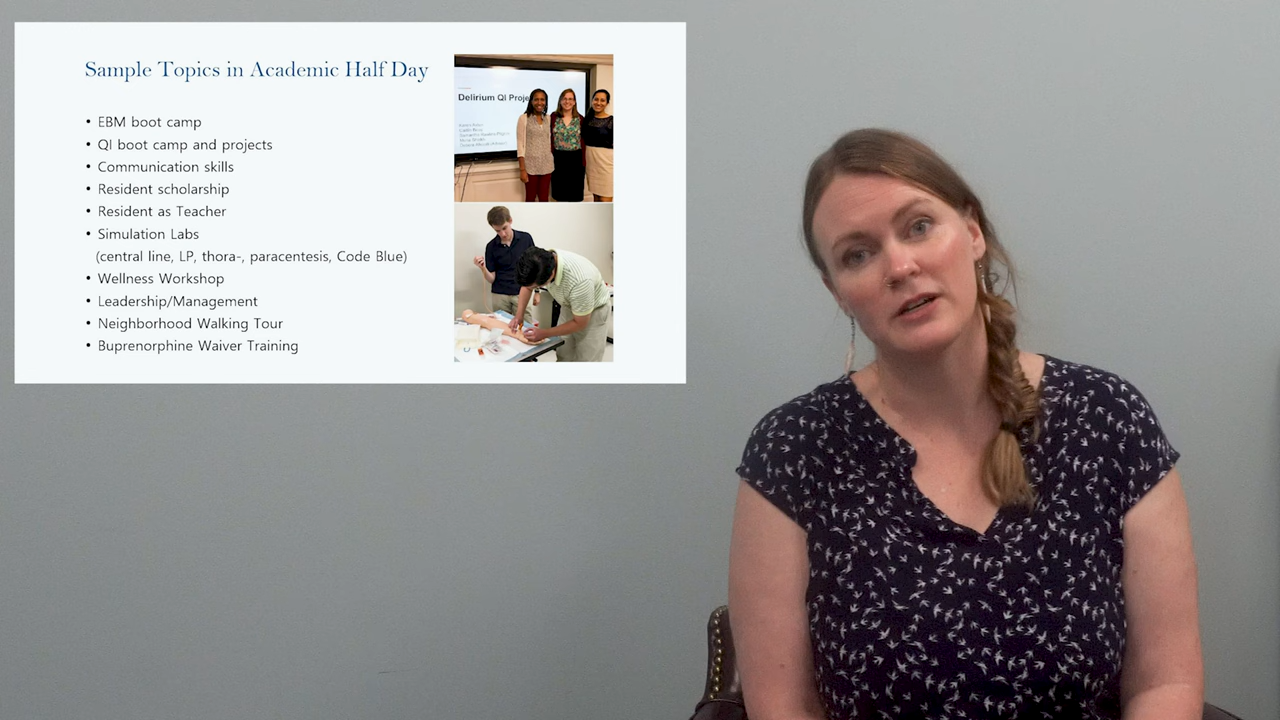 Sample Topics in Academic Half Day
• EBM boot camp
• QI boot camp and projects
• Communication skills
• Resident scholarship
• Resident as Teacher
• Simulation Labs
(central line, LP, thora-, paracentesis, Code Blue)
• Wellness Workshop
• Leadership/Management
• Neighborhood Walking Tour
• Buprenorphine Waiver Training
Delirium QI Proje